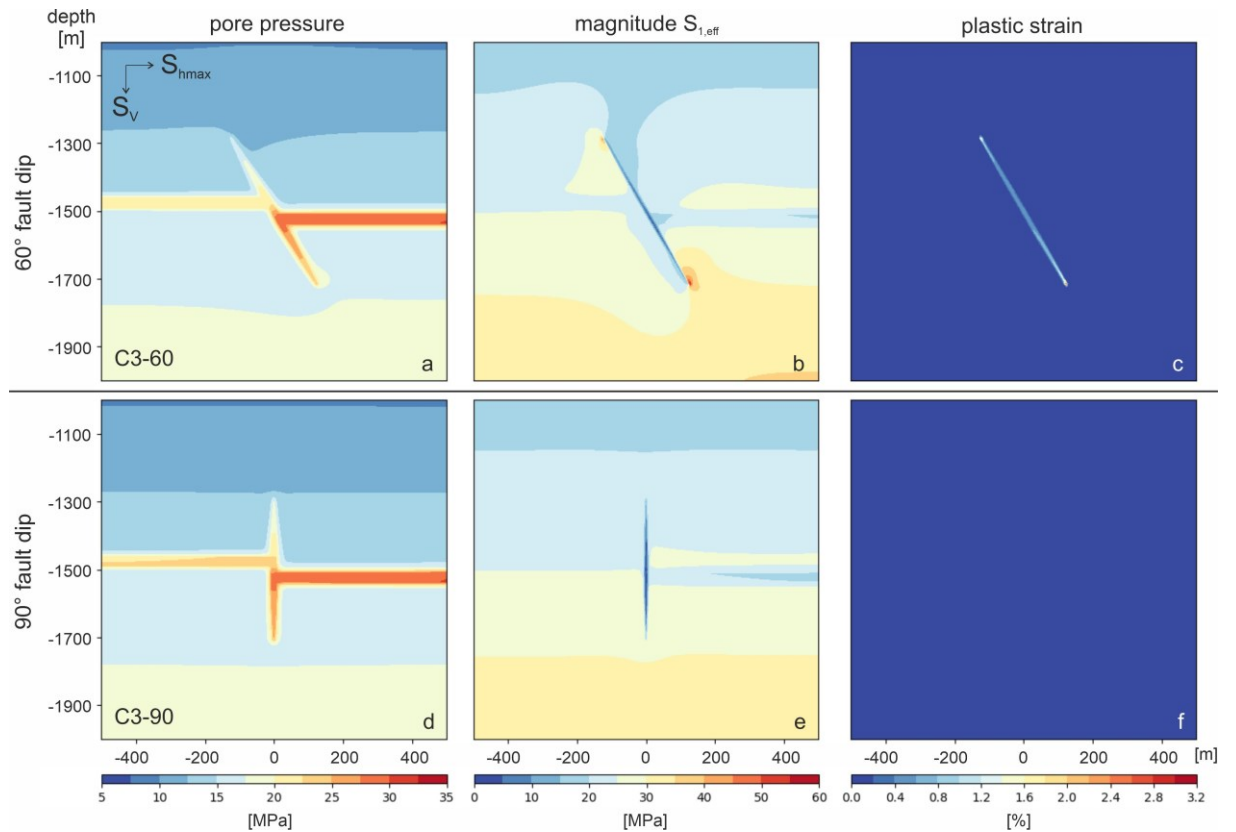 depth
[m]
pore pressure
magnitude S1,eff
plastic strain
60° fault dip
-1100
-1300
-1500
-1700
-1900
Shmax
SV
C3-60
a
b
c
90° fault dip
-1100
-1300
-1500
-1700
-1900
C3-90
d
e
f
-400 -200 0 200 400
-400 -200 0 200 400
-400 -200 0 200 400 [m]
5 10 15 20 25 30 35
0 10 20 30 40 50 60
0.0 0.4 0.8 1.2 1.6 2.0 2.4 2.8 3.2
[MPa]
[MPa]
[%]